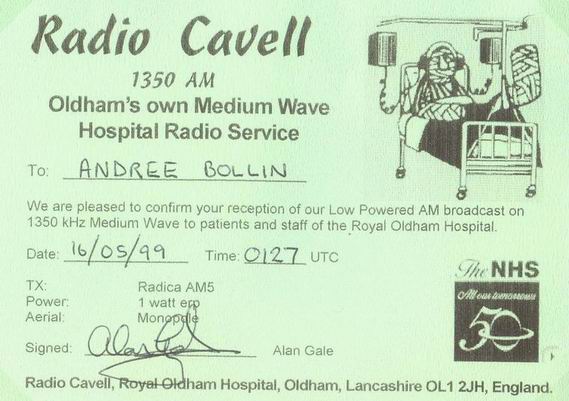 Radio Cavell
1350 AM
Oldham's own Medium Wave
Hospital Radio Service
To: ANDREE BOLLIN
We are pleased to confirm your reception of our Low Powered AM broadcast on
1350 kHz Medium Wave to patients and staff of the Royal Oldham Hospital.
Date: 16/05/99 Time: 0127 UTC
TX: Radica AM5
Power: 1 watt erp
Aerial: Monopole
Signed: Alan Gale
The NHS
All our tomorrows
50
Radio Cavell, Royal Oldham Hospital, Oldham, Lancashire OL1 2JH, England.